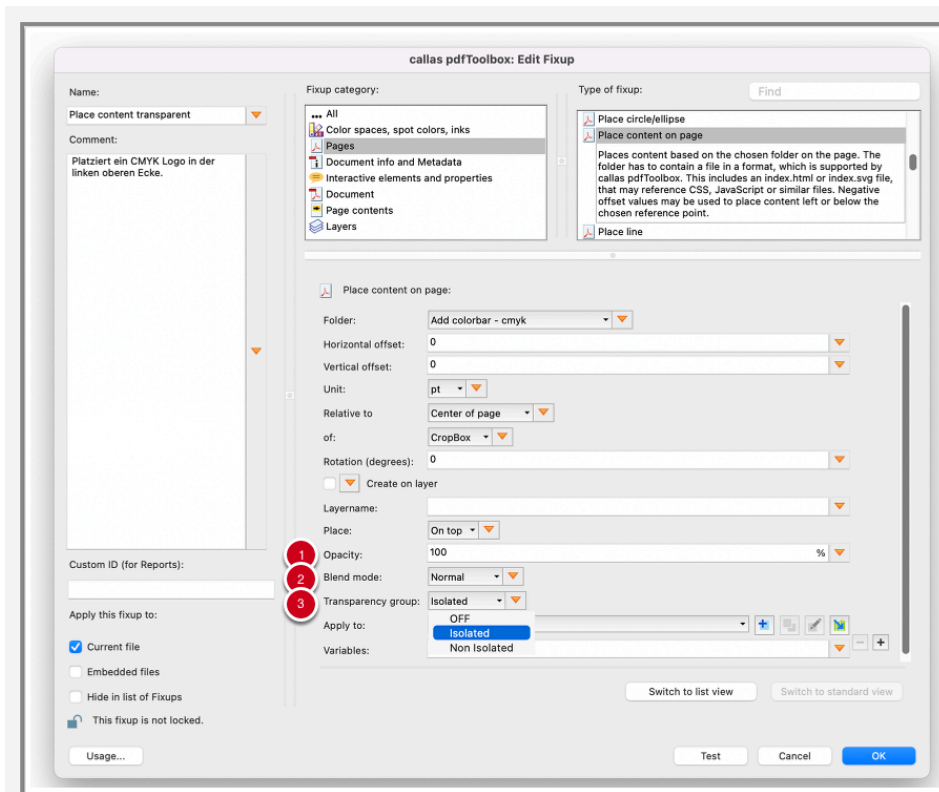 callas pdfToolbox: Edit Fixup
Name:
Place content transparent
Comment:
Platziert ein CMYK Logo in der
linken oberen Ecke.
Custom ID (for Reports):
Apply this fixup to:
Current file
Embedded files
Hide in list of Fixups
This fixup is not locked.
Usage...
Fixup category:
... All
Color spaces, spot colors, inks
Pages
Document info and Metadata
Interactive elements and properties
Document
Page contents
Layers
Type of fixup:
Find
Place circle/ellipse
Place content on page
Places content based on the chosen folder on the page. The
folder has to contain a file in a format, which is supported by
callas pdfToolbox. This includes an index.html or index.svg file,
that may reference CSS, JavaScript or similar files. Negative
offset values may be used to place content left or below the
chosen reference point.
Place line
Place content on page:
Folder: Add colorbar - cmyk
Horizontal offset: 0
Vertical offset: 0
Unit: pt
Relative to Center of page
of: CropBox
Rotation (degrees): 0
Create on layer
Layername:
Place: On top
1 Opacity: 100 %
2 Blend mode: Normal
3 Transparency group: Isolated
OFF
Isolated
Non Isolated
Apply to:
Variables:
Switch to list view
Switch to standard view
Test
Cancel
OK